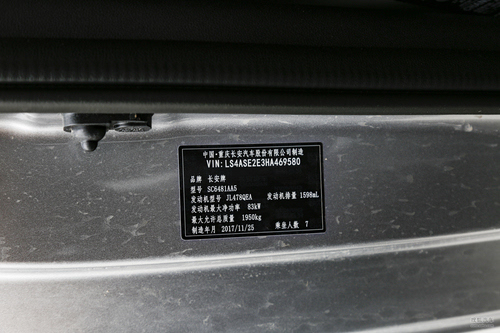 中国·重庆长安汽车股份有限公司制造
VIN: LS4ASE2E3HA469580
品牌 长安牌
型号 SC6481AA5
发动机型号 JL478QEA 发动机排量 1598mL
发动机最大净功率 83kW
最大允许总质量 1950kg
制造年月 2017/11/25 乘坐人数 7